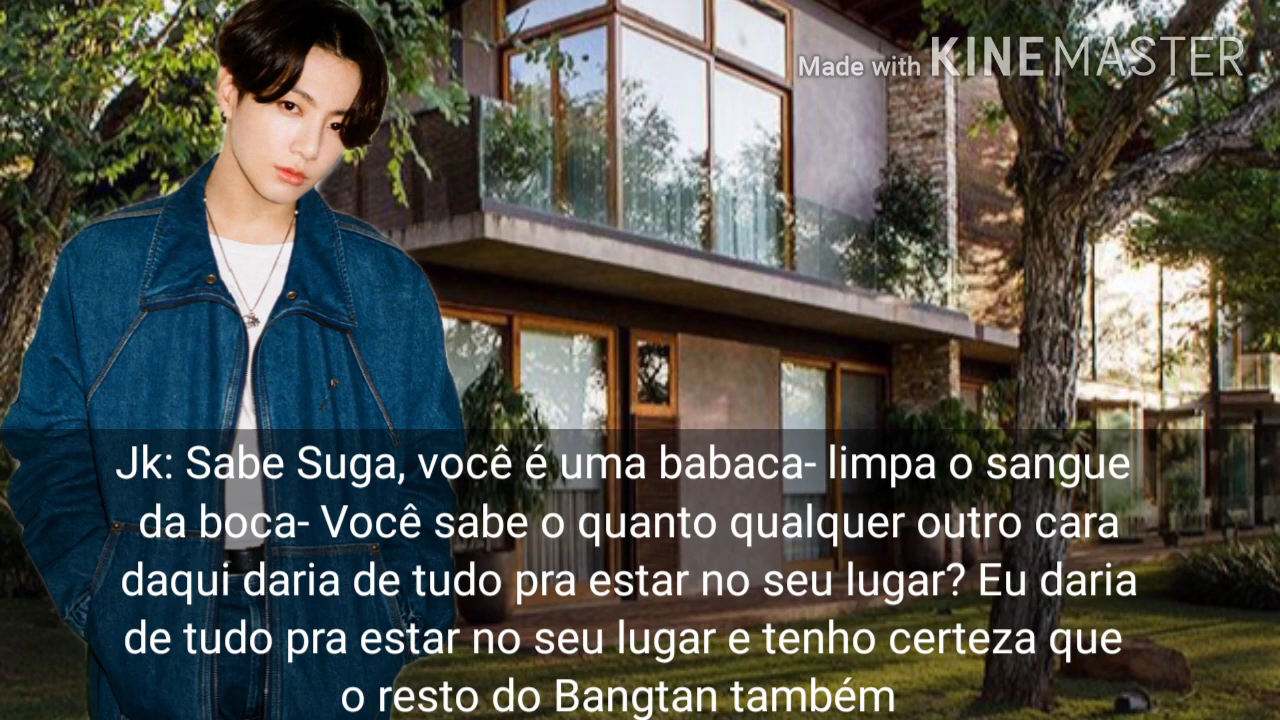 Made with KINEMASTER
Jk: Sabe Suga, você é uma babaca- limpa o sangue
da boca- Você sabe o quanto qualquer outro cara
daqui daria de tudo pra estar no seu lugar? Eu daria
de tudo pra estar no seu lugar e tenho certeza que
o resto do Bangtan também